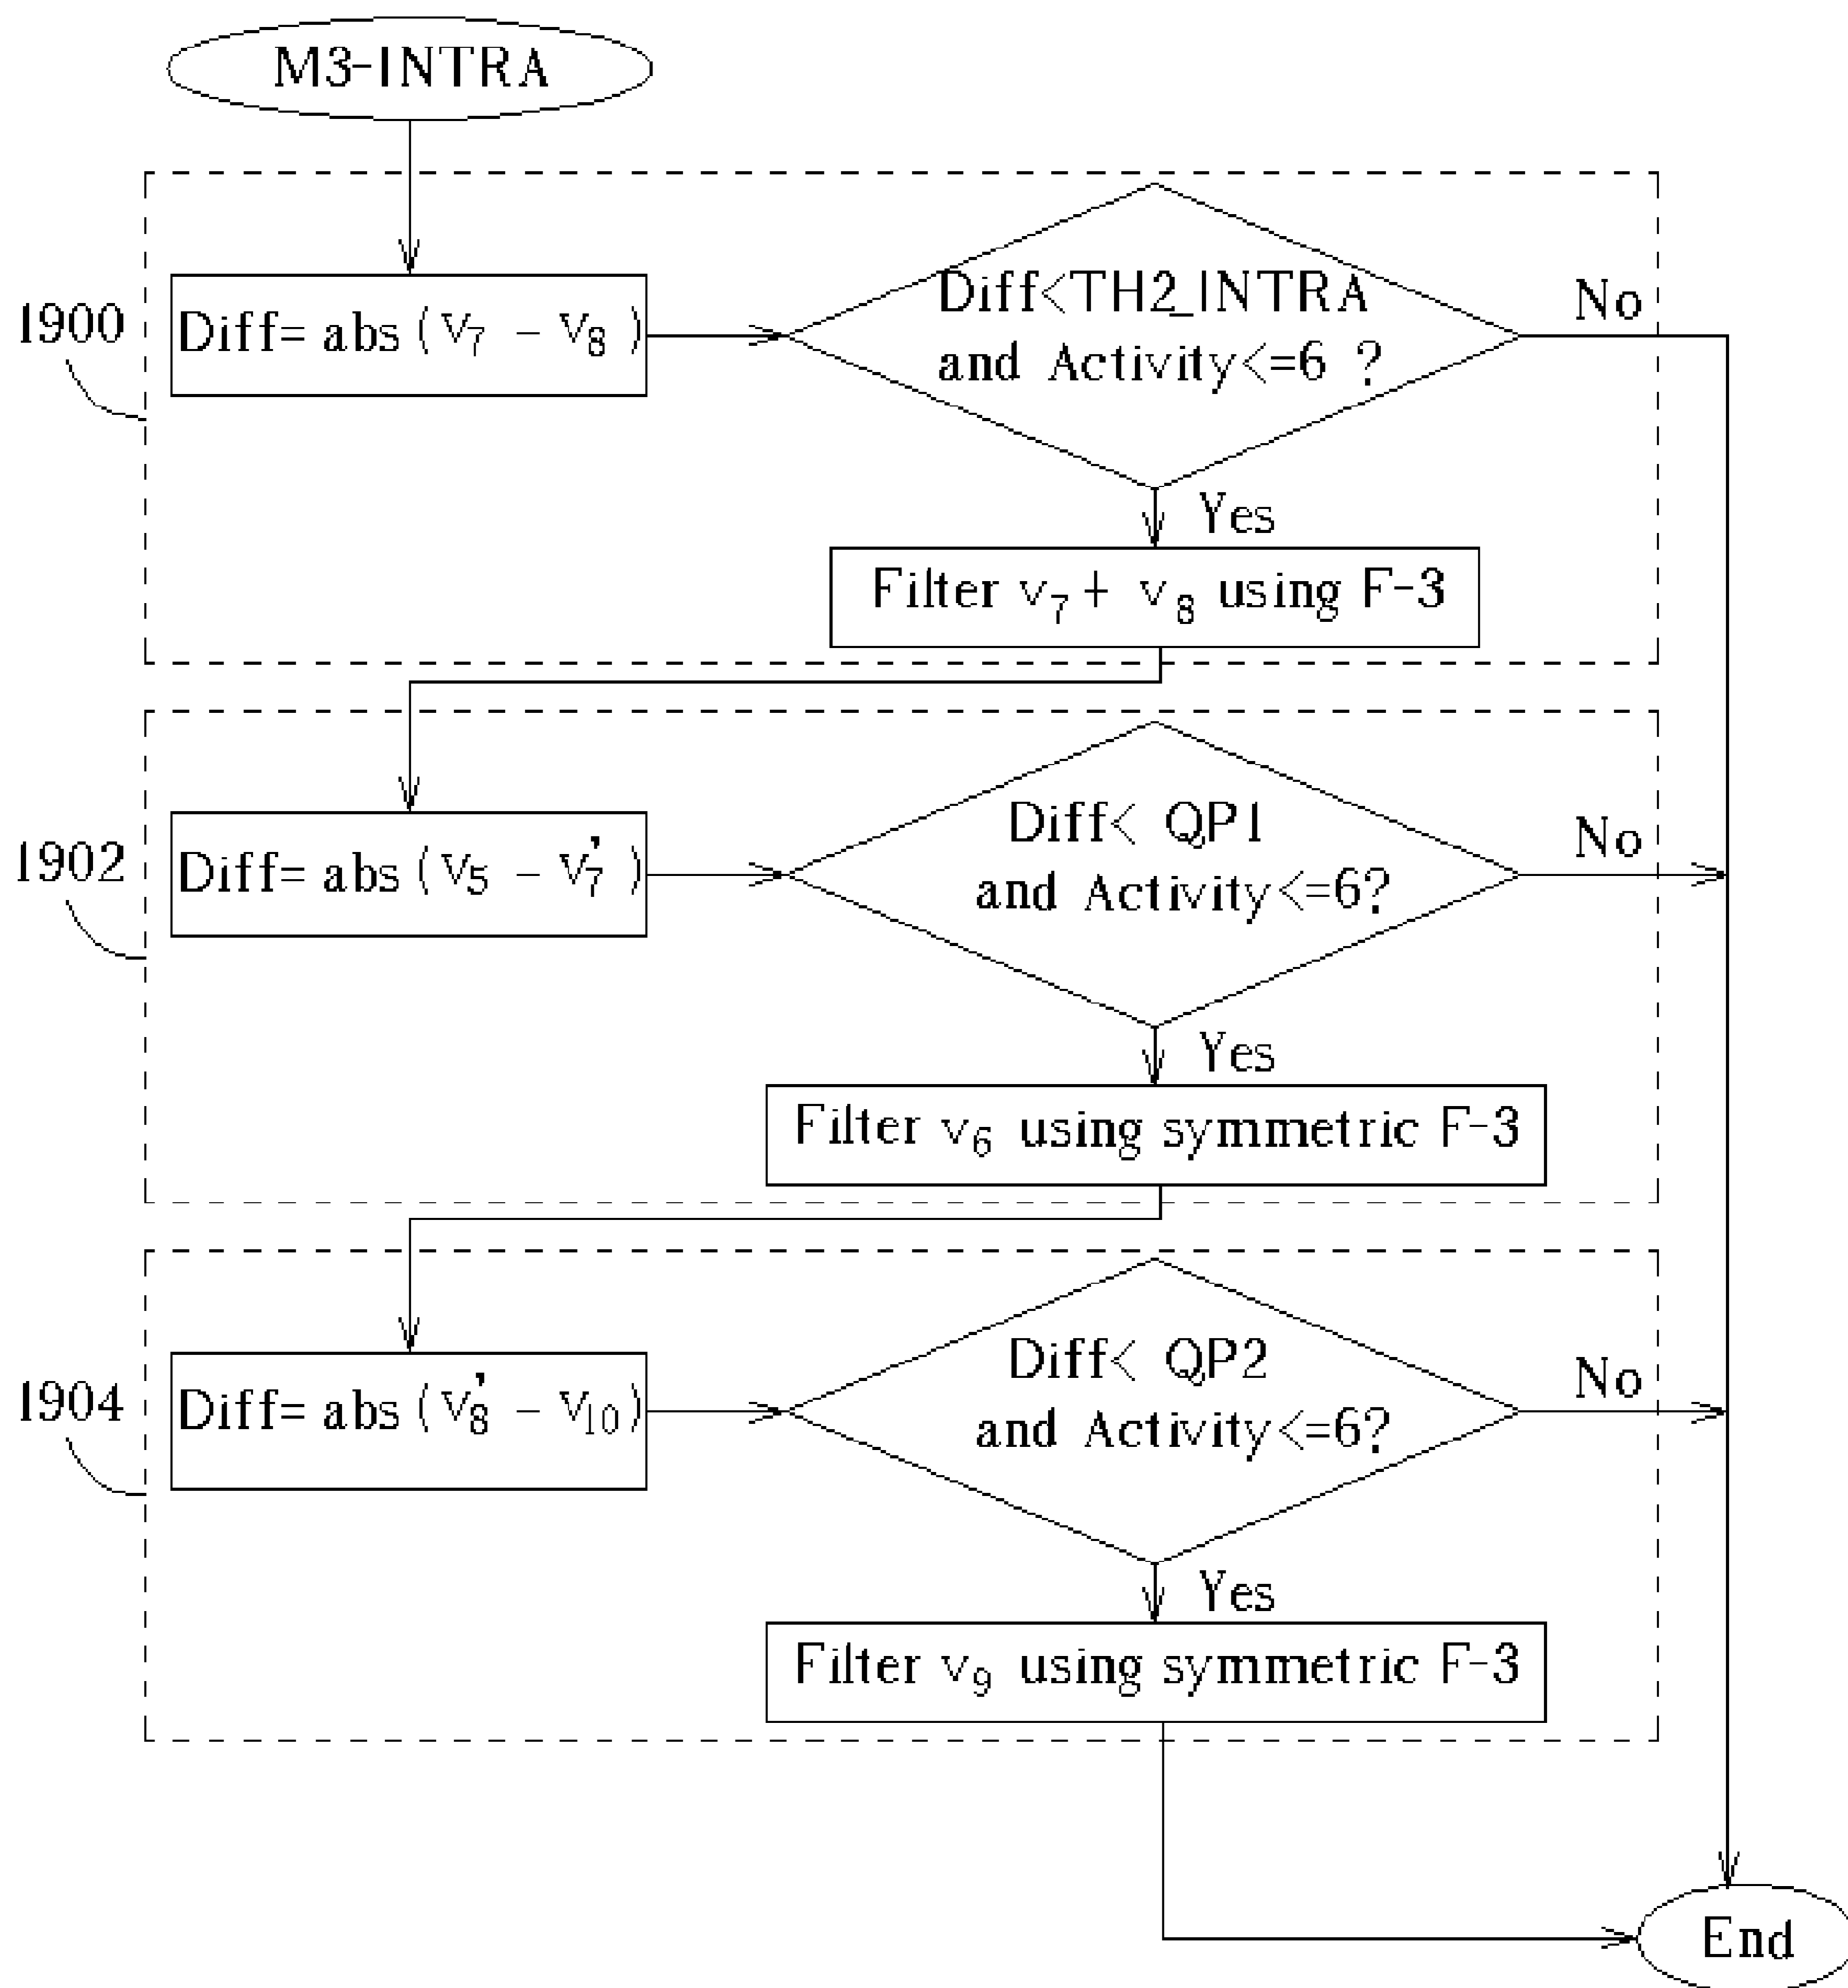 M3-INTRA
1900
Diff= abs (V₇ - V₈ )
Diff<TH2_INTRA
and Activity<=6 ?
No
Yes
Filter v₇ + v₈ using F-3
1902
Diff= abs (V₅ - V₇' )
Diff< QP1
and Activity<=6?
No
Yes
Filter v₆ using symmetric F-3
1904
Diff= abs (V₈' - V₁₀)
Diff< QP2
and Activity<=6?
No
Yes
Filter v₉ using symmetric F-3
End